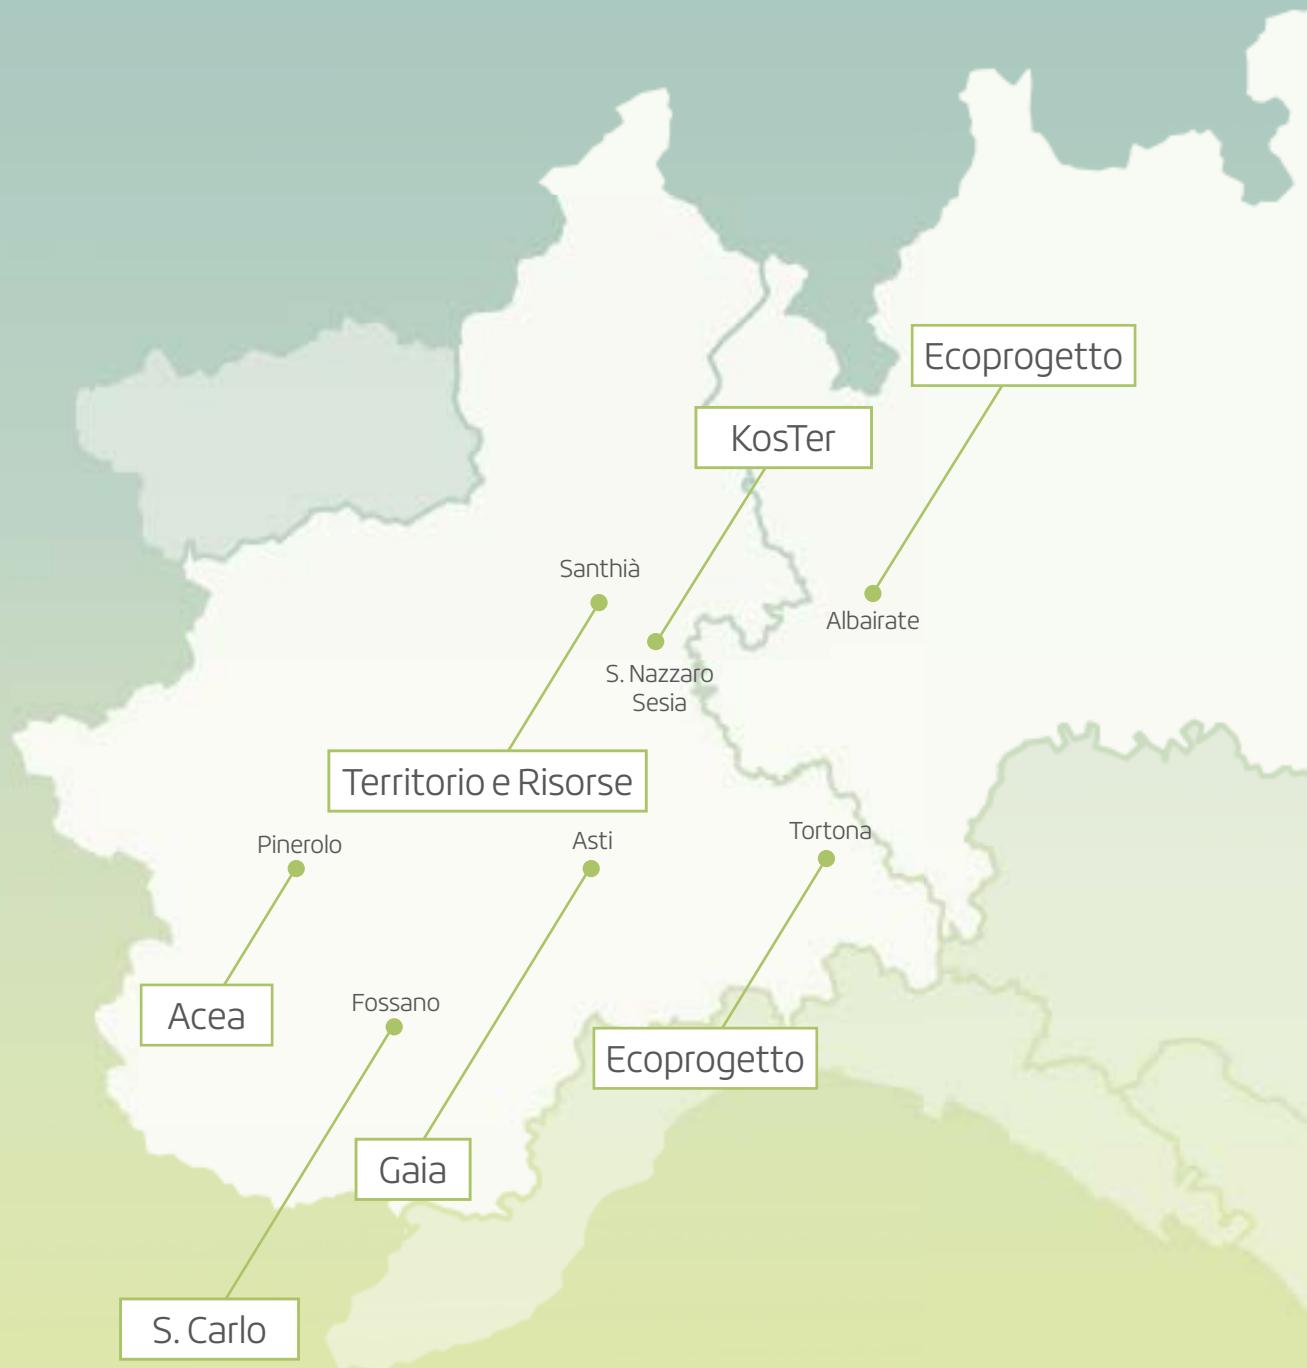 Ecoprogetto
KosTer
Santhià
Albairate
S. Nazzaro
Sesia
Territorio e Risorse
Pinerolo
Asti
Tortona
Acea
Fossano
Ecoprogetto
Gaia
S. Carlo